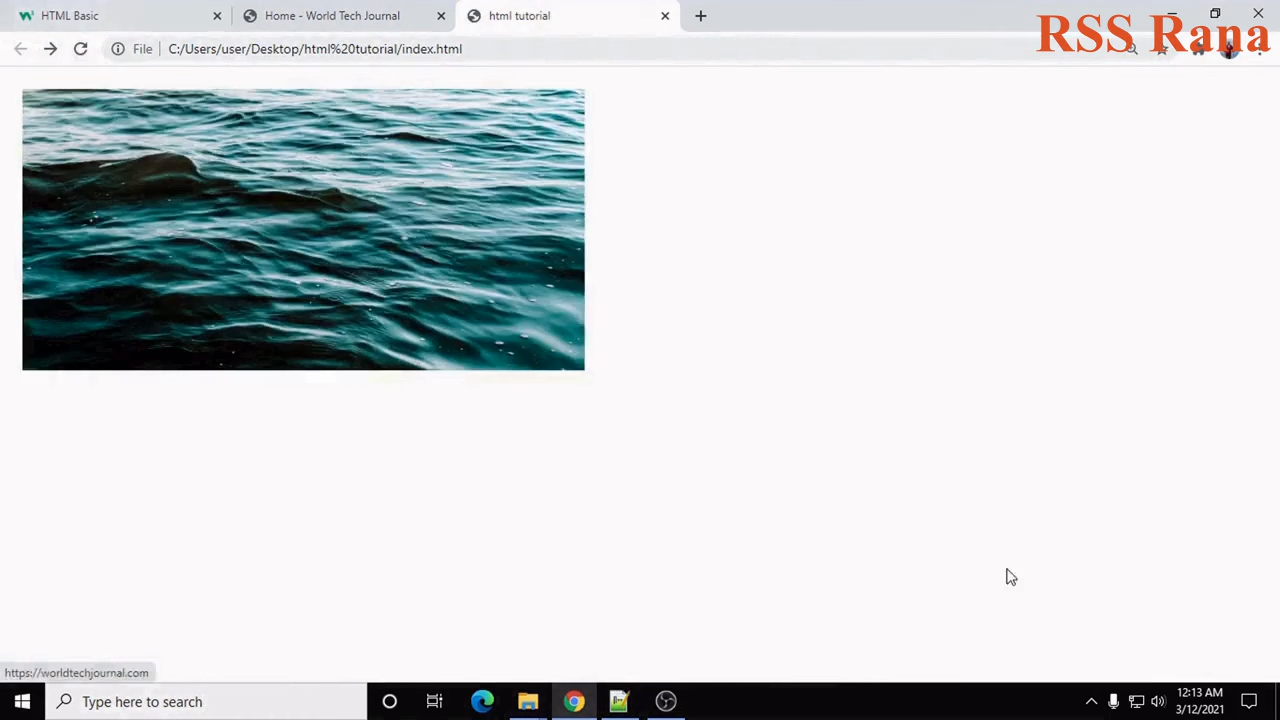 HTML Basic
Home - World Tech Journal
html tutorial
RSS Rana
File
C:/Users/user/Desktop/html%20tutorial/index.html
https://worldtechjournal.com
Type here to search
12:13 AM
3/12/2021